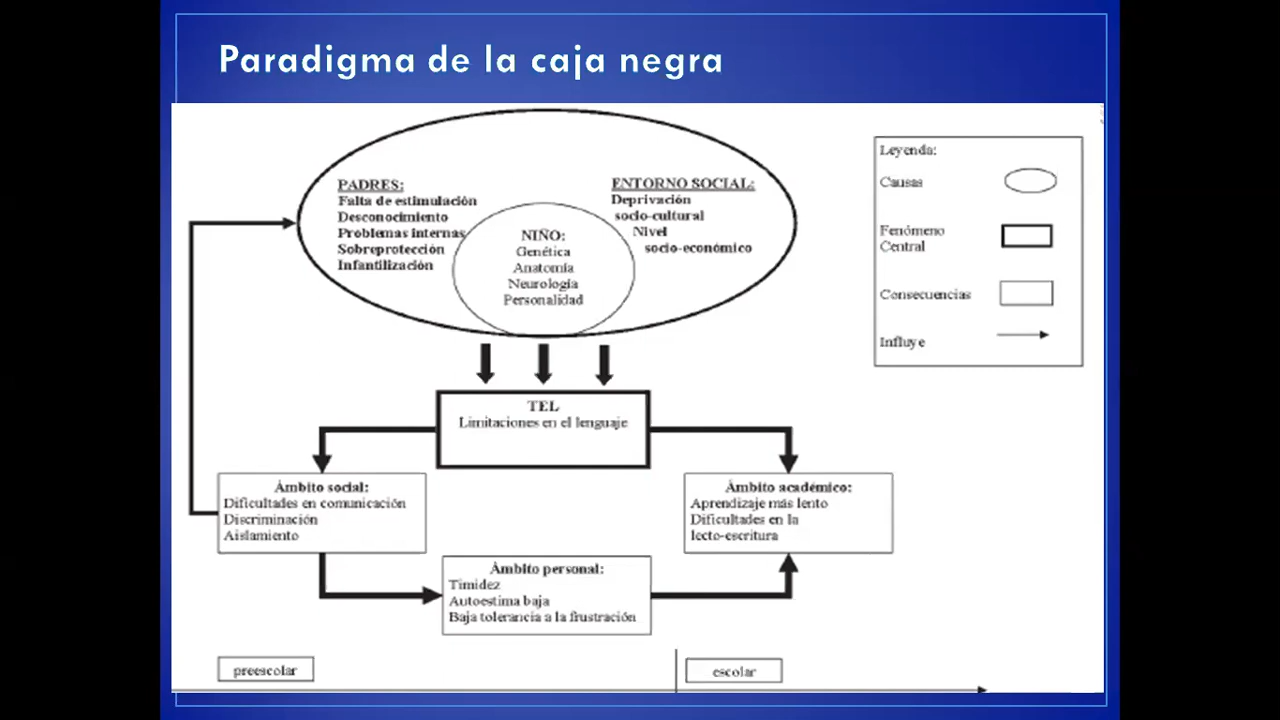 Paradigma de la caja negra
PADRES:
Falta de estimulación
Desconocimiento
Problemas internas
Sobreprotección
Infantilización
ENTORNO SOCIAL:
Deprivación
socio-cultural
Nivel
socio-económico
NIÑO:
Genética
Anatomía
Neurología
Personalidad
Leyenda:
Causas
Fenómeno
Central
Consecuencias
Influye
TEL
Limitaciones en el lenguaje
Ámbito social:
Dificultades en comunicación
Discriminación
Aislamiento
Ámbito académico:
Aprendizaje más lento
Dificultades en la
lecto-escritura
Ámbito personal:
Timidez
Autoestima baja
Baja tolerancia a la frustración
preescolar
escolar